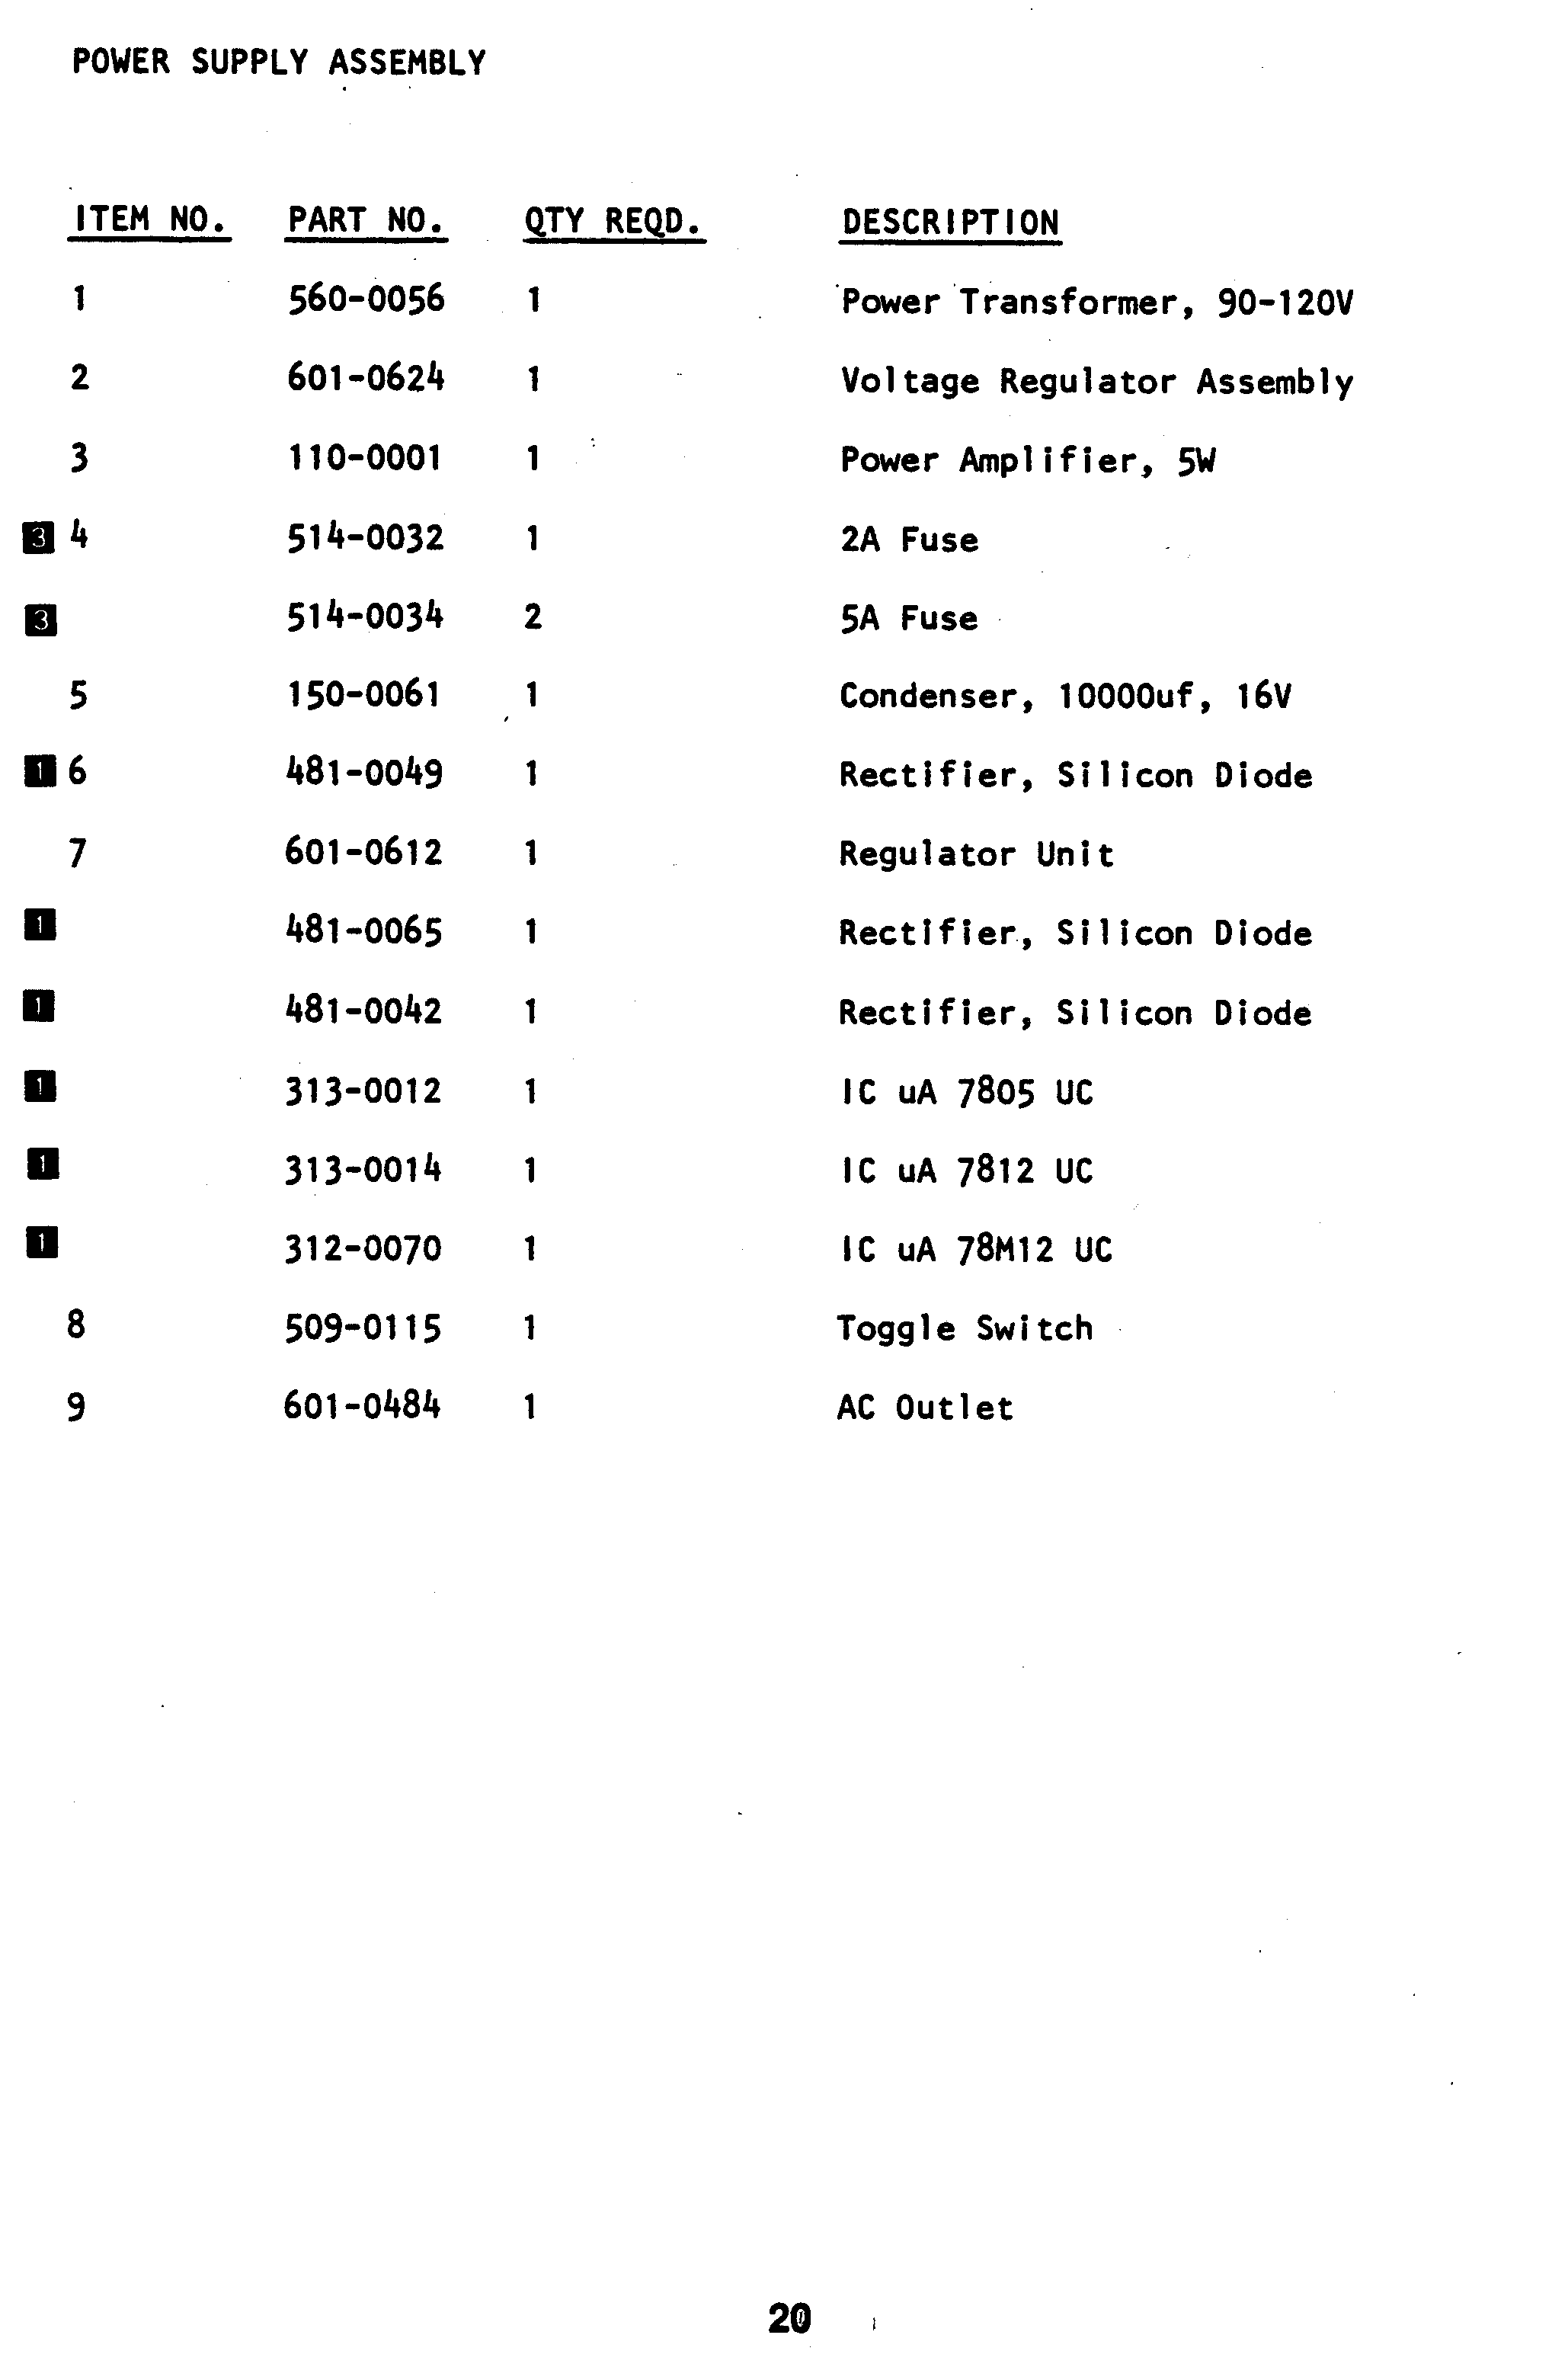 POWER SUPPLY ASSEMBLY
ITEM NO. PART NO. QTY REQD. DESCRIPTION
1 560-0056 1 Power Transformer, 90-120V
2 601-0624 1 Voltage Regulator Assembly
3 110-0001 1 Power Amplifier, 5W
3 4 514-0032 1 2A Fuse
3 514-0034 2 5A Fuse
5 150-0061 1 Condenser, 10000uf, 16V
1 6 481-0049 1 Rectifier, Silicon Diode
7 601-0612 1 Regulator Unit
1 481-0065 1 Rectifier, Silicon Diode
1 481-0042 1 Rectifier, Silicon Diode
1 313-0012 1 IC uA 7805 UC
1 313-0014 1 IC uA 7812 UC
1 312-0070 1 IC uA 78M12 UC
8 509-0115 1 Toggle Switch
9 601-0484 1 AC Outlet
20